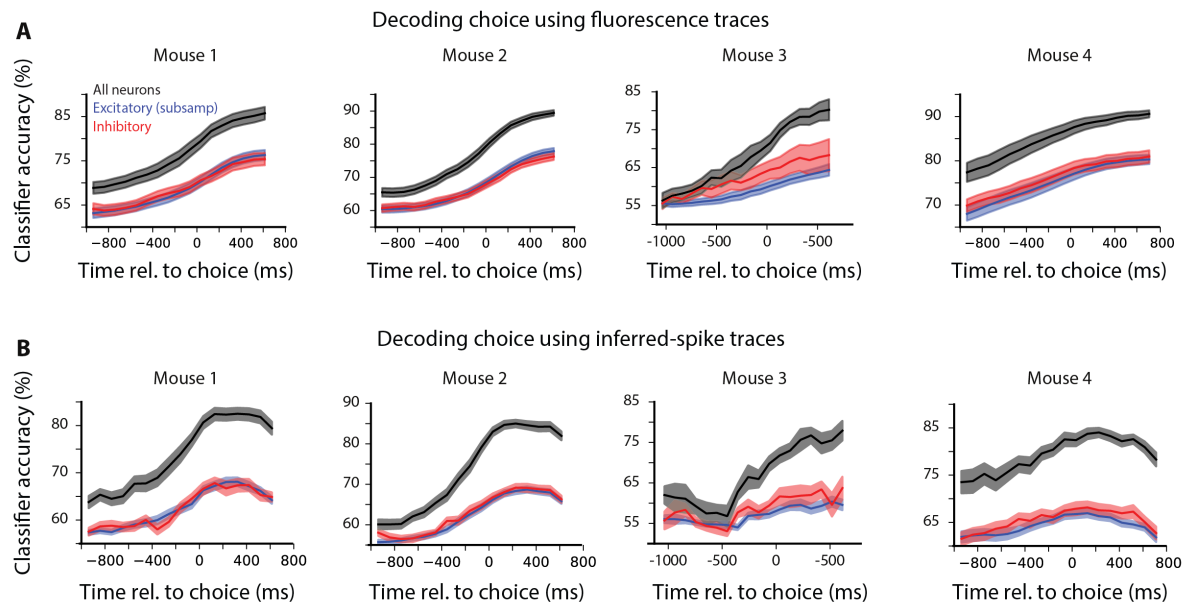 A
Decoding choice using fluorescence traces
Mouse 1
Mouse 2
Mouse 3
Mouse 4
Classifier accuracy (%)
All neurons
Excitatory (subsamp)
Inhibitory
85
75
65
−800 −400 0 400 800
Time rel. to choice (ms)
90
80
70
60
−800 −400 0 400 800
Time rel. to choice (ms)
85
75
65
55
-1000 -500 0 -500
Time rel. to choice (ms)
90
80
70
−800 −400 0 400 800
Time rel. to choice (ms)
B
Decoding choice using inferred-spike traces
Mouse 1
Mouse 2
Mouse 3
Mouse 4
Classifier accuracy (%)
80
70
60
−800 −400 0 400 800
Time rel. to choice (ms)
90
80
70
60
−800 −400 0 400 800
Time rel. to choice (ms)
85
75
65
55
-1000 -500 0 -500
Time rel. to choice (ms)
85
75
65
−800 −400 0 400 800
Time rel. to choice (ms)